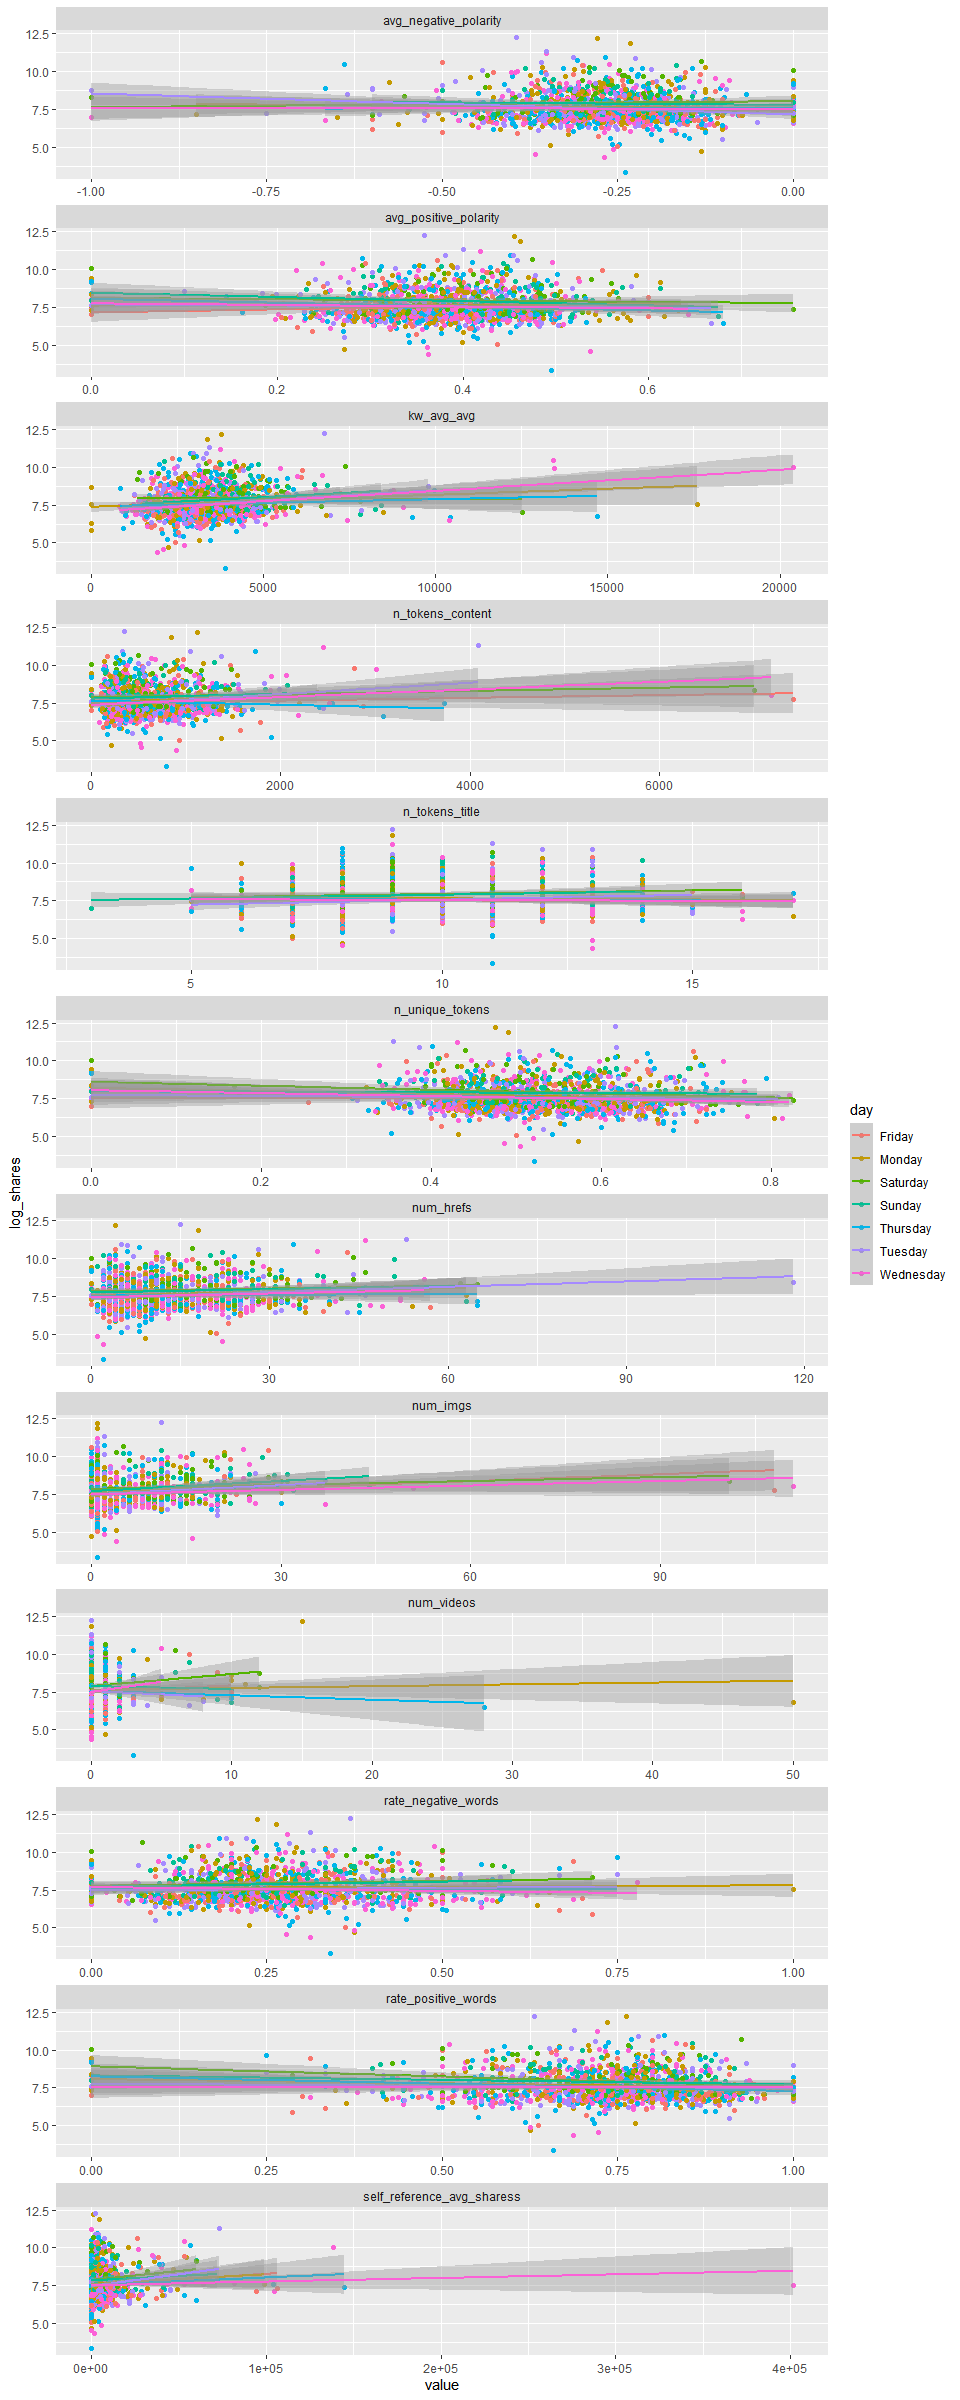 avg_negative_polarity
12.5
10.0
7.5
5.0
-1.00 -0.75 -0.50 -0.25 0.00
avg_positive_polarity
12.5
10.0
7.5
5.0
0.0 0.2 0.4 0.6
kw_avg_avg
12.5
10.0
7.5
5.0
0 5000 10000 15000 20000
n_tokens_content
12.5
10.0
7.5
5.0
0 2000 4000 6000
n_tokens_title
12.5
10.0
7.5
5.0
5 10 15
n_unique_tokens
12.5
10.0
7.5
5.0
0.0 0.2 0.4 0.6 0.8
num_hrefs
12.5
10.0
7.5
5.0
0 30 60 90 120
num_imgs
12.5
10.0
7.5
5.0
0 30 60 90
num_videos
12.5
10.0
7.5
5.0
0 10 20 30 40 50
rate_negative_words
12.5
10.0
7.5
5.0
0.00 0.25 0.50 0.75 1.00
rate_positive_words
12.5
10.0
7.5
5.0
0.00 0.25 0.50 0.75 1.00
self_reference_avg_sharess
12.5
10.0
7.5
5.0
0e+00 1e+05 2e+05 3e+05 4e+05
value
log_shares
day
Friday
Monday
Saturday
Sunday
Thursday
Tuesday
Wednesday